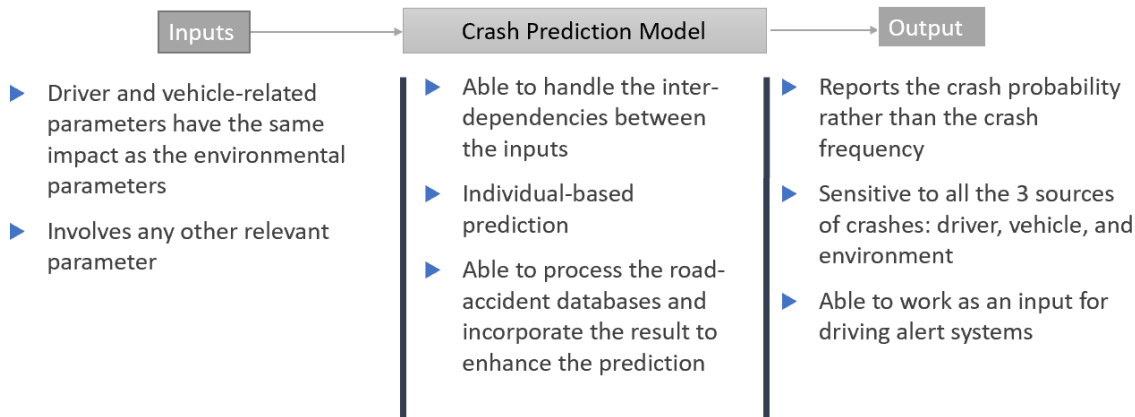 Inputs
Crash Prediction Model
Output
Driver and vehicle-related
parameters have the same
impact as the environmental
parameters
Involves any other relevant
parameter
Able to handle the inter-
dependencies between
the inputs
Individual-based
prediction
Able to process the road-
accident databases and
incorporate the result to
enhance the prediction
Reports the crash probability
rather than the crash
frequency
Sensitive to all the 3 sources
of crashes: driver, vehicle, and
environment
Able to work as an input for
driving alert systems